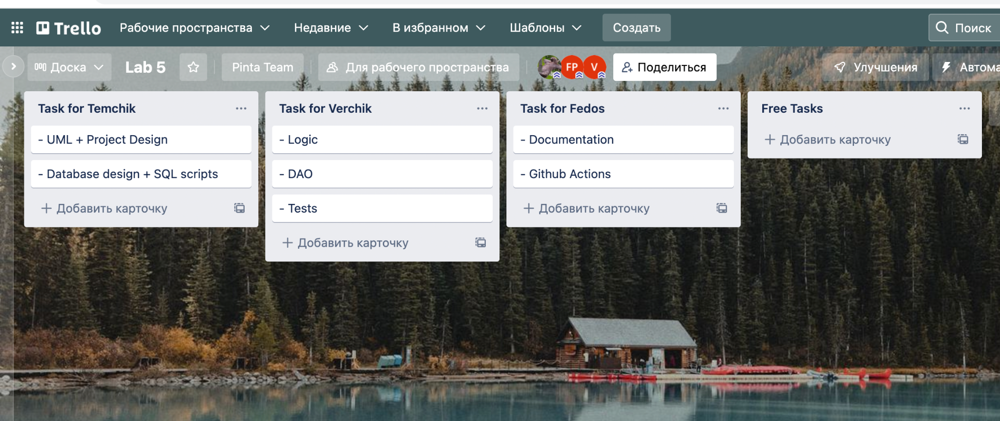 Trello Рабочие пространства Недавние В избранном Шаблоны Создать Поиск
Доска Lab 5 Pinta Team Для рабочего пространства FP V Поделиться Улучшения Автома
Task for Temchik
- UML + Project Design
- Database design + SQL scripts
+ Добавить карточку
Task for Verchik
- Logic
- DAO
- Tests
+ Добавить карточку
Task for Fedos
- Documentation
- Github Actions
+ Добавить карточку
Free Tasks
+ Добавить карточку